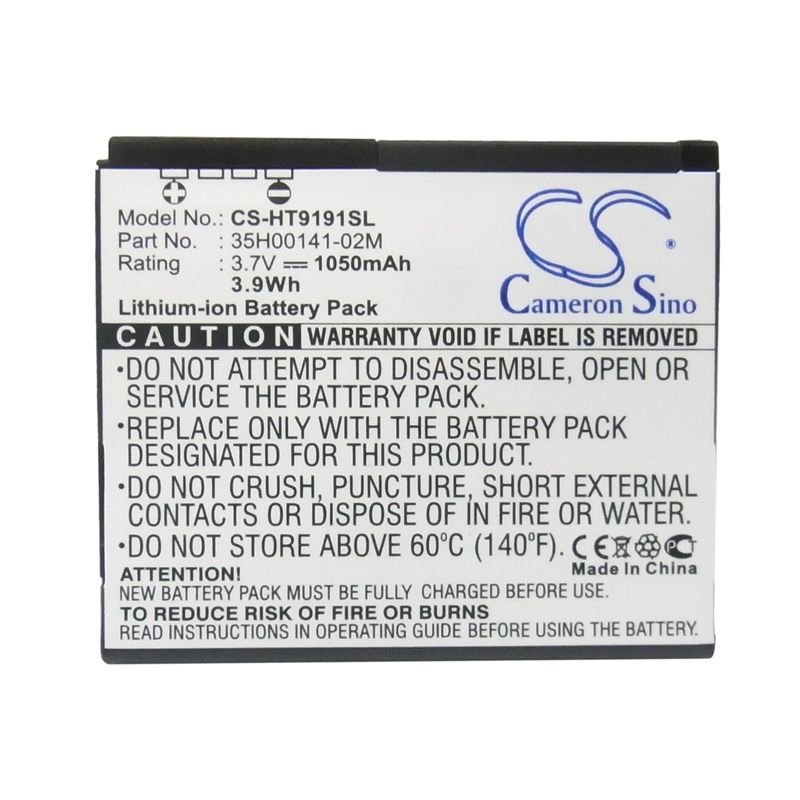 + -
Model No.: CS-HT9191SL
Part No. : 35H00141-02M
Rating : 3.7V 1050mAh
3.9Wh
Lithium-ion Battery Pack
CS
Cameron Sino
CAUTION WARRANTY VOID IF LABEL IS REMOVED
•DO NOT ATTEMPT TO DISASSEMBLE, OPEN OR
SERVICE THE BATTERY PACK.
•REPLACE ONLY WITH THE BATTERY PACK
DESIGNATED FOR THIS PRODUCT.
•DO NOT CRUSH, PUNCTURE, SHORT EXTERNAL
CONTACTS OR DISPOSE OF IN FIRE OR WATER.
•DO NOT STORE ABOVE 60°C (140°F). CE PCT
Made In China
ATTENTION!
NEW BATTERY PACK MUST BE FULLY CHARGED BEFORE USE.
TO REDUCE RISK OF FIRE OR BURNS
READ INSTRUCTIONS IN OPERATING GUIDE BEFORE USING THIS BATTERY.